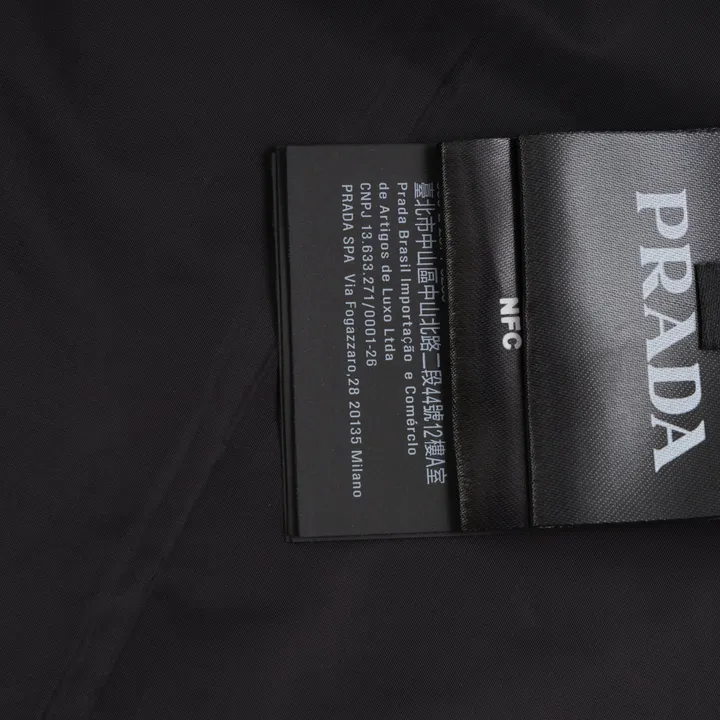 PRADA
NFC
臺北市中山區中山北路二段44號12樓A室
Prada Brasil Importação e Comércio
de Artigos de Luxo Ltda
CNPJ 13.633.271/0001-26
PRADA SPA Via Fogazzaro,28 20135 Milano